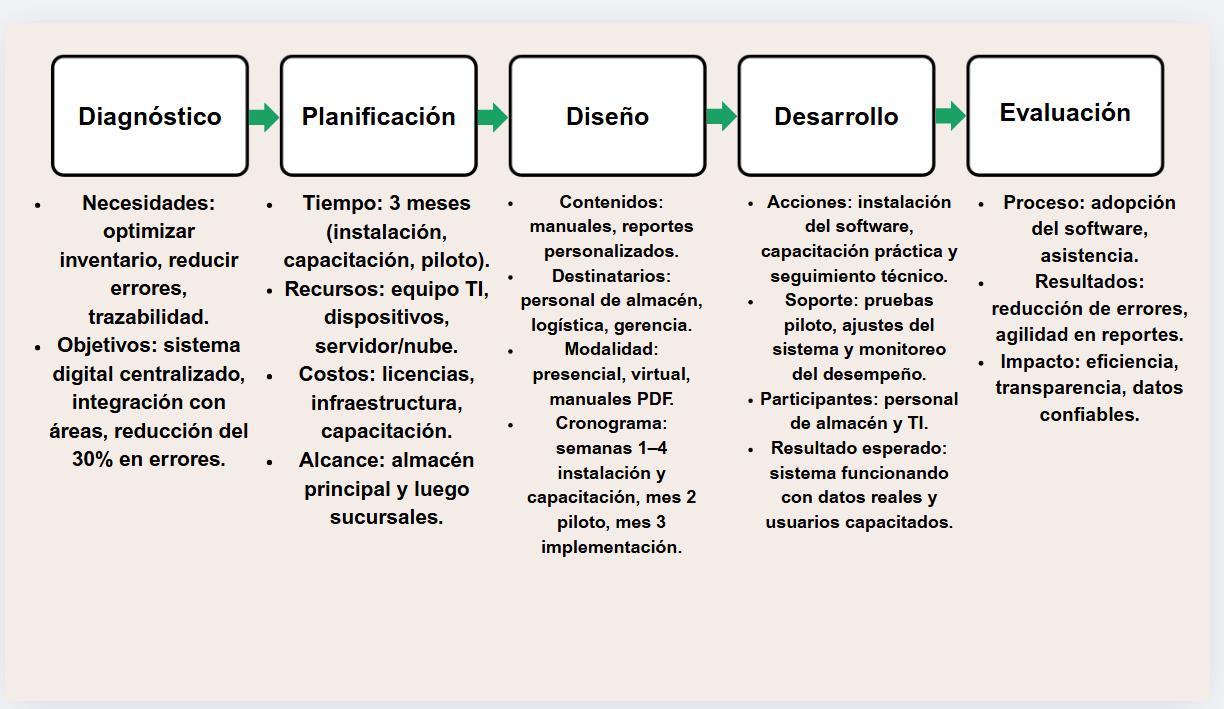 Diagnóstico
Planificación
Diseño
Desarrollo
Evaluación
• Necesidades:
optimizar
inventario, reducir
errores,
trazabilidad.
• Objetivos: sistema
digital centralizado,
integración con
áreas, reducción del
30% en errores.
• Tiempo: 3 meses
(instalación,
capacitación, piloto).
• Recursos: equipo TI,
dispositivos,
servidor/nube.
• Costos: licencias,
infraestructura,
capacitación.
• Alcance: almacén
principal y luego
sucursales.
• Contenidos:
manuales, reportes
personalizados.
• Destinatarios:
personal de almacén,
logística, gerencia.
• Modalidad:
presencial, virtual,
manuales PDF.
• Cronograma:
semanas 1–4
instalación y
capacitación, mes 2
piloto, mes 3
implementación.
• Acciones: instalación
del software,
capacitación práctica y
seguimiento técnico.
• Soporte: pruebas
piloto, ajustes del
sistema y monitoreo
del desempeño.
• Participantes: personal
de almacén y TI.
• Resultado esperado:
sistema funcionando
con datos reales y
usuarios capacitados.
• Proceso: adopción
del software,
asistencia.
• Resultados:
reducción de errores,
agilidad en reportes.
• Impacto: eficiencia,
transparencia, datos
confiables.